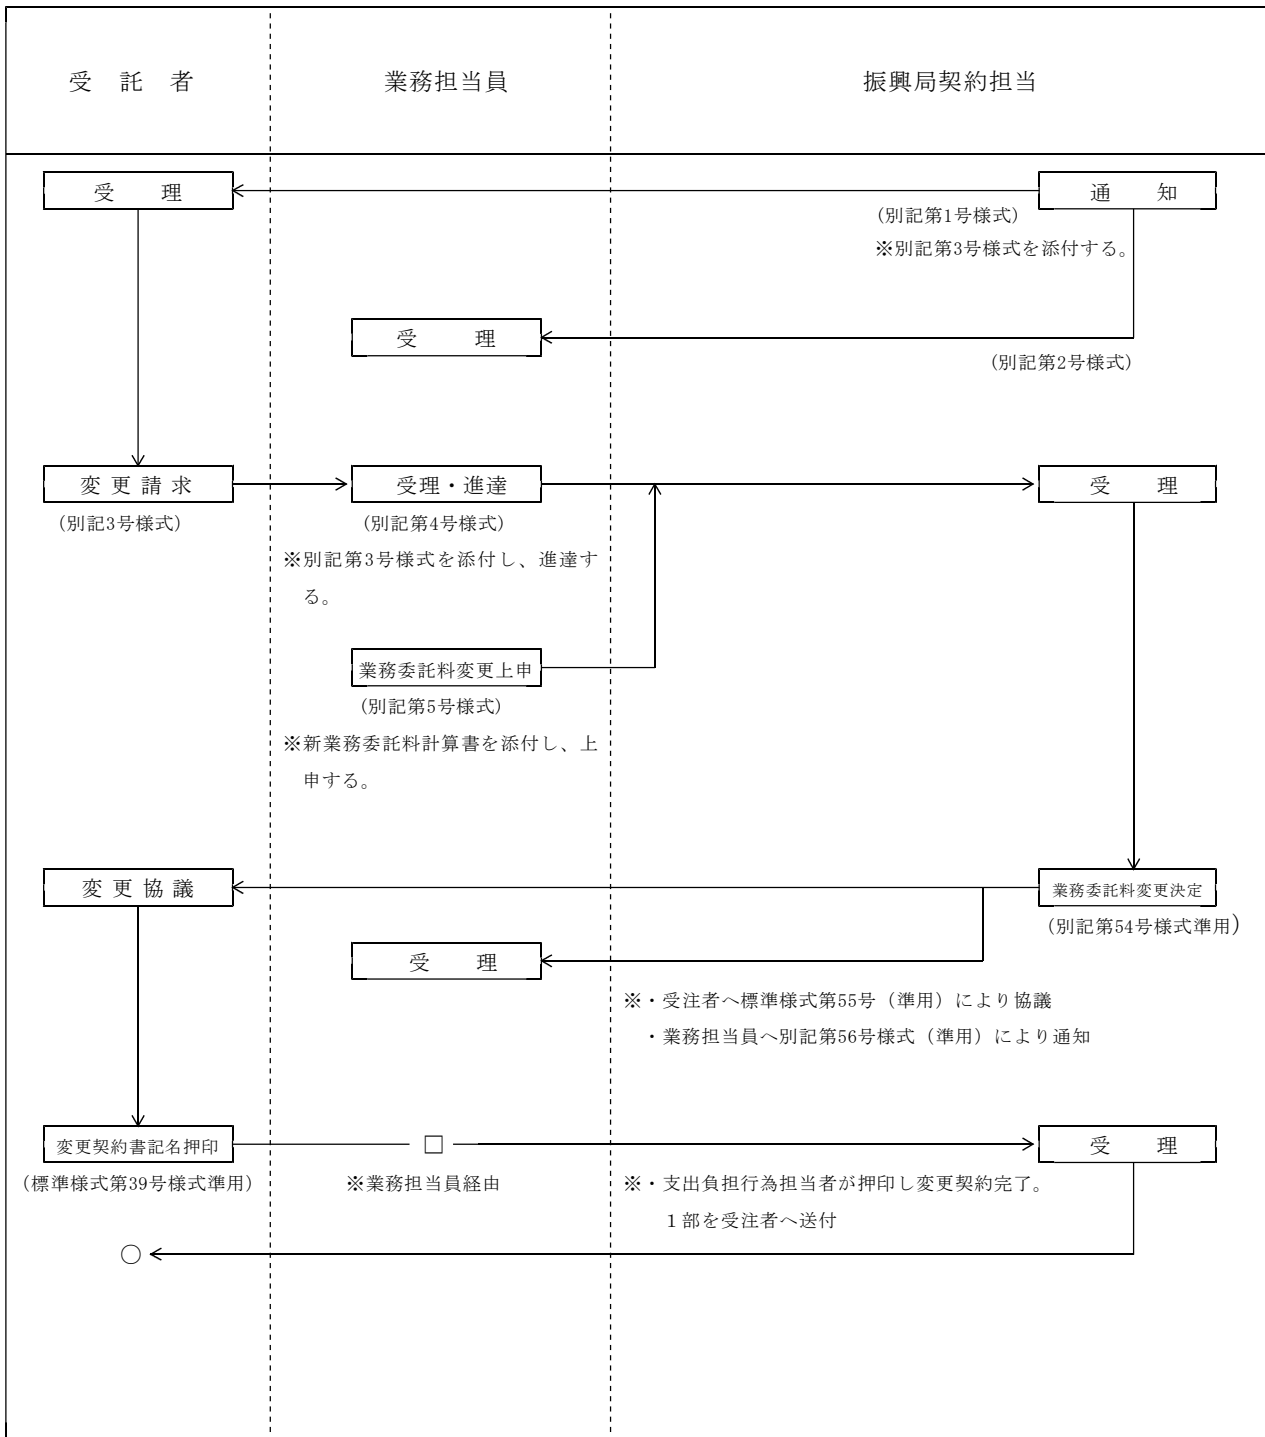 受 託 者
業務担当員
振興局契約担当
受 理
通 知
(別記第1号様式)
※別記第3号様式を添付する。
受 理
(別記第2号様式)
変 更 請 求
受理・進達
受 理
(別記3号様式)
(別記第4号様式)
※別記第3号様式を添付し、進達す
る。
業務委託料変更上申
(別記第5号様式)
※新業務委託料計算書を添付し、上
申する。
変 更 協 議
業務委託料変更決定
(別記第54号様式準用)
受 理
※・受注者へ標準様式第55号（準用）により協議
・業務担当員へ別記第56号様式（準用）により通知
変更契約書記名押印
□
受 理
(標準様式第39号様式準用)
※業務担当員経由
※・支出負担行為担当者が押印し変更契約完了。
１部を受注者へ送付
○